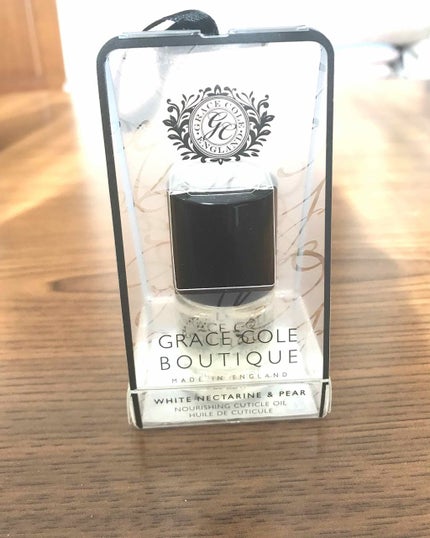 GRACE COLE
GC
ENGLAND
GRACE COLE
BOUTIQUE
MADE IN ENGLAND
WHITE NECTARINE & PEAR
NOURISHING CUTICLE OIL
HUILE DE CUTICULE